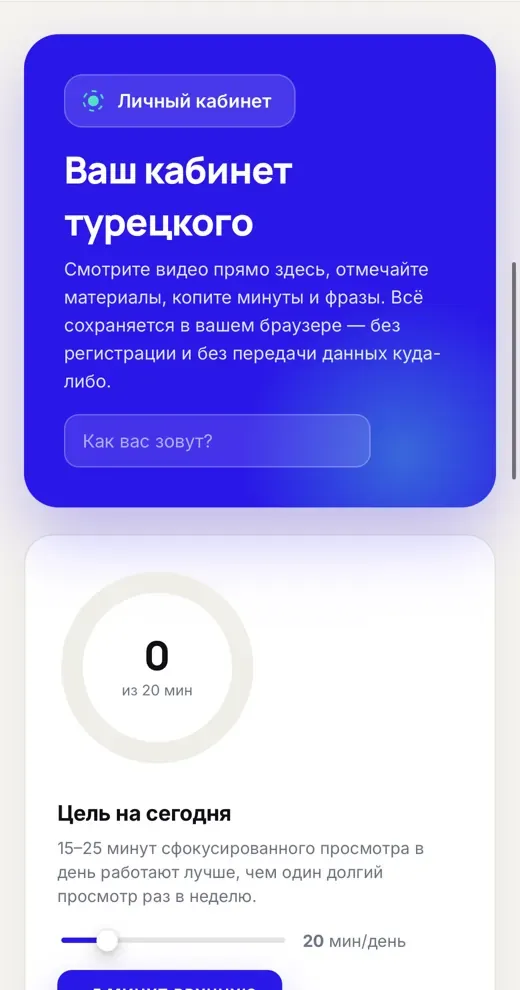 Личный кабинет
Ваш кабинет
турецкого
Смотрите видео прямо здесь, отмечайте
материалы, копите минуты и фразы. Всё
сохраняется в вашем браузере — без
регистрации и без передачи данных куда-
либо.
Как вас зовут?
0
из 20 мин
Цель на сегодня
15–25 минут сфокусированного просмотра в
день работают лучше, чем один долгий
просмотр раз в неделю.
20 мин/день